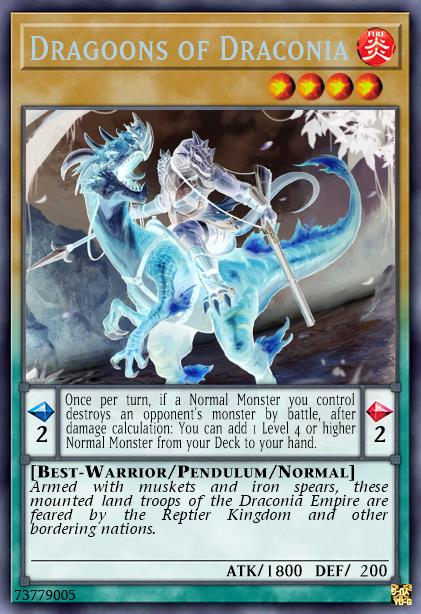 DRAGOONS OF DRACONIA
FIRE
炎
Once per turn, if a Normal Monster you control
destroys an opponent's monster by battle, after
damage calculation: You can add 1 Level 4 or higher
Normal Monster from your Deck to your hand.
2
2
[BEST-WARRIOR/PENDULUM/NORMAL]
Armed with muskets and iron spears, these
mounted land troops of the Draconia Empire are
feared by the Reptier Kingdom and other
bordering nations.
ATK/1800 DEF/ 200
73779005